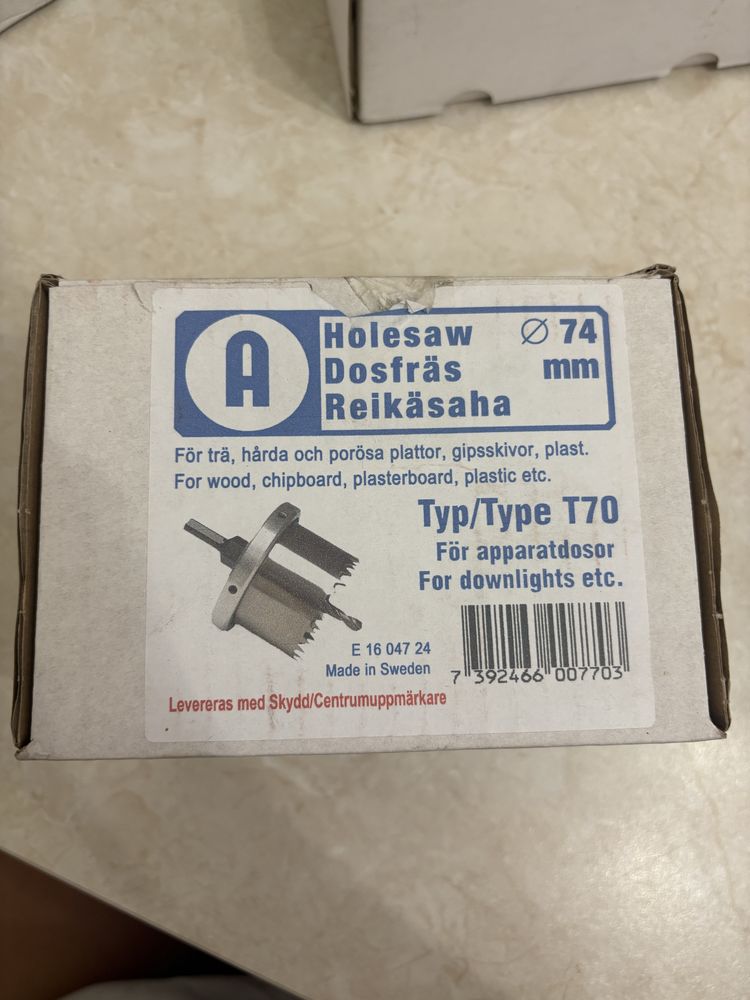 A
Holesaw
Dosfräs
Reikäsaha
Ø 74
mm
För trä, hårda och porösa plattor, gipsskivor, plast.
For wood, chipboard, plasterboard, plastic etc.
Typ/Type T70
För apparatdosor
For downlights etc.
E 16 047 24
Made in Sweden
7 392466 007703
Levereras med Skydd/Centrumuppmärkare